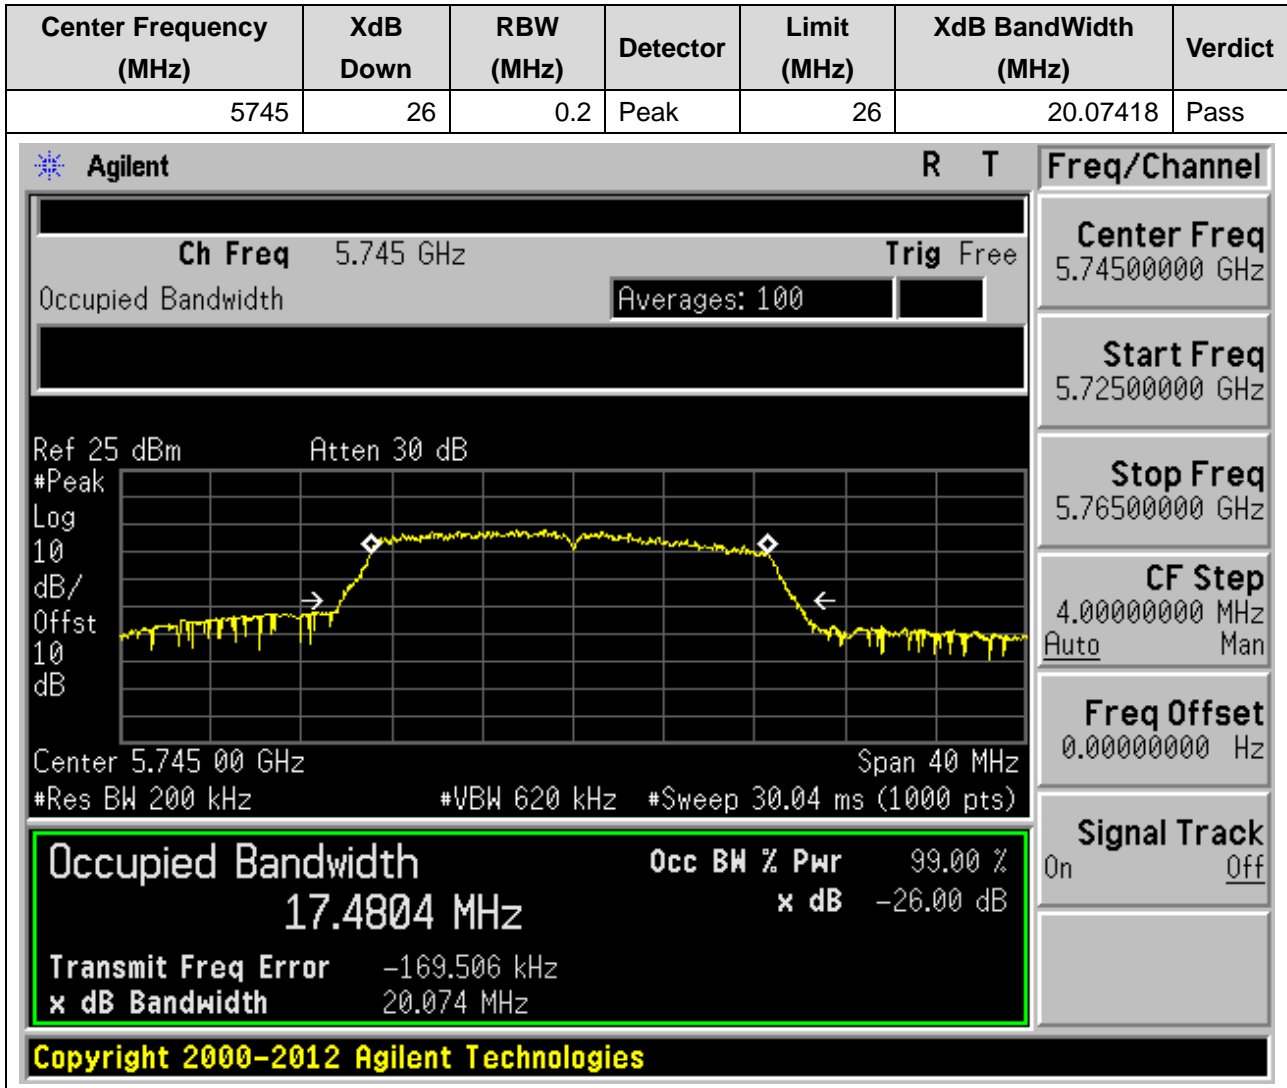 Center Frequency (MHz) XdB Down RBW (MHz) Detector Limit (MHz) XdB BandWidth (MHz) Verdict
5745 26 0.2 Peak 26 20.07418 Pass
Agilent R T
Ch Freq 5.745 GHz Trig Free
Occupied Bandwidth Averages: 100
Ref 25 dBm Atten 30 dB
#Peak
Log
10
dB/
Offst
10
dB
Center 5.745 00 GHz Span 40 MHz
#Res BW 200 kHz #VBW 620 kHz #Sweep 30.04 ms (1000 pts)
Occupied Bandwidth Occ BW % Pwr 99.00 %
17.4804 MHz x dB -26.00 dB
Transmit Freq Error -169.506 kHz
x dB Bandwidth 20.074 MHz
Copyright 2000-2012 Agilent Technologies
Freq/Channel
Center Freq
5.74500000 GHz
Start Freq
5.72500000 GHz
Stop Freq
5.76500000 GHz
CF Step
4.00000000 MHz
Auto Man
Freq Offset
0.00000000 Hz
Signal Track
On Off